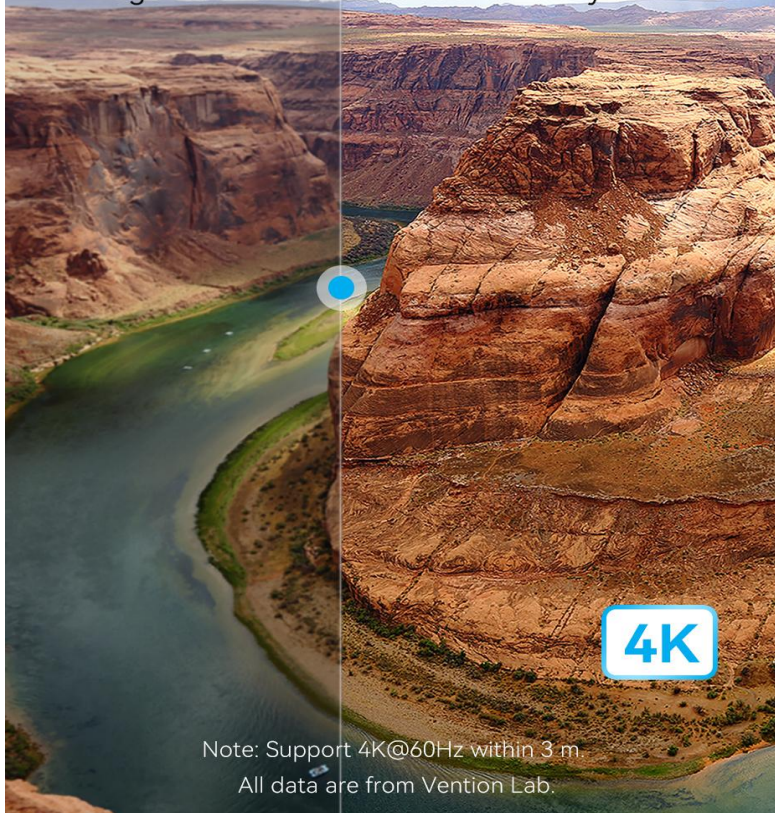 4K
Note: Support 4K@60Hz within 3 m.
All data are from Vention Lab.